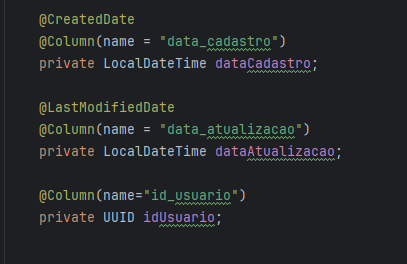 @CreatedDate
@Column(name = "data_cadastro")
private LocalDateTime dataCadastro;
@LastModifiedDate
@Column(name = "data_atualizacao")
private LocalDateTime dataAtualizacao;
@Column(name="id_usuario")
private UUID idUsuario;